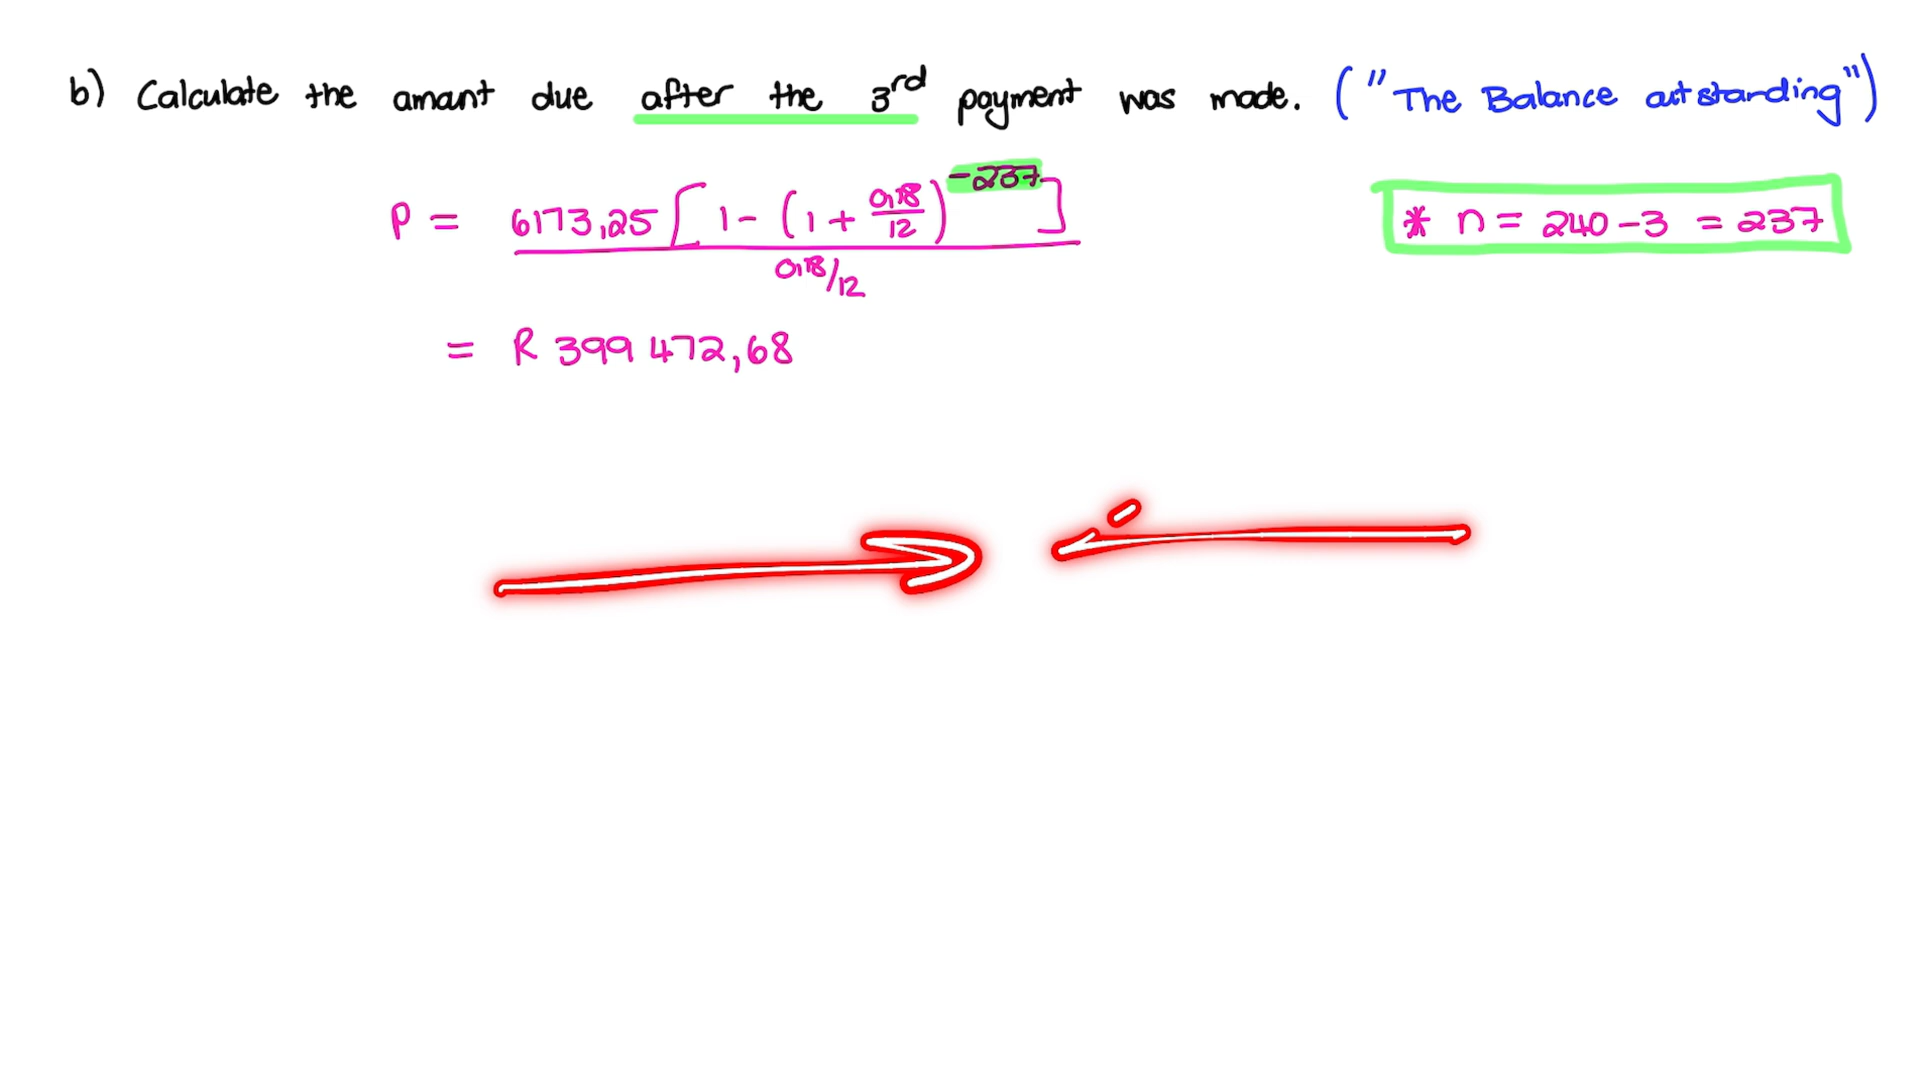 b) Calculate the amount due after the 3rd payment was made. ("The Balance outstanding")
P = 6173,25[1-(1+0,18/12)^-237] / 0,18/12
* n = 240-3 = 237
= R 399 472,68